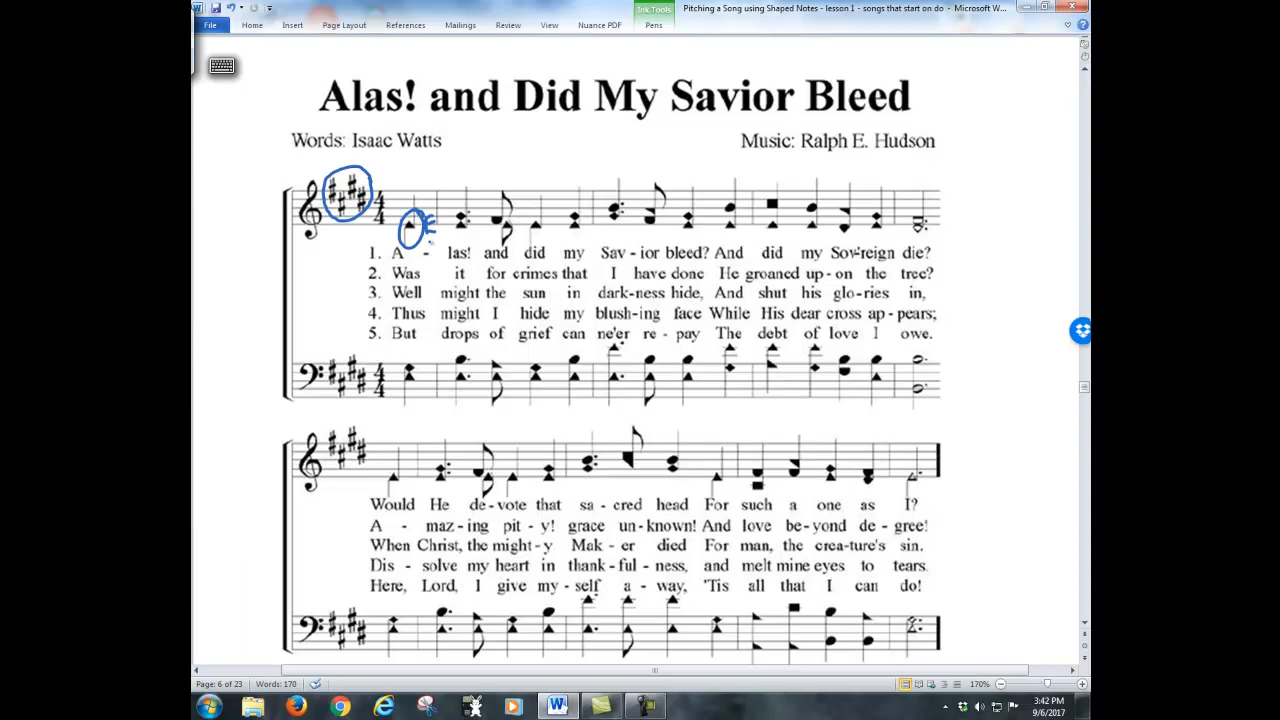 Pitching a Song using Shaped Notes - lesson 1 - songs that start on do - Microsoft W...
Ink Tools
File Home Insert Page Layout References Mailings Review View Nuance PDF Pens
Alas! and Did My Savior Bleed
Words: Isaac Watts Music: Ralph E. Hudson
1. A - las! and did my Sav - ior bleed? And did my Sov'reign die?
2. Was it for crimes that I have done He groaned up - on the tree?
3. Well might the sun in dark - ness hide, And shut his glo - ries in,
4. Thus might I hide my blush - ing face While His dear cross ap - pears;
5. But drops of grief can ne'er re - pay The debt of love I owe.
Would He de - vote that sa - cred head For such a one as I?
A - maz - ing pit - y! grace un - known! And love be - yond de - gree!
When Christ, the might - y Mak - er died For man, the crea - ture's sin.
Dis - solve my heart in thank - ful - ness, and melt mine eyes to tears.
Here, Lord, I give my - self a - way, 'Tis all that I can do!
Page: 6 of 23 Words: 170 170%
3:42 PM
9/6/2017